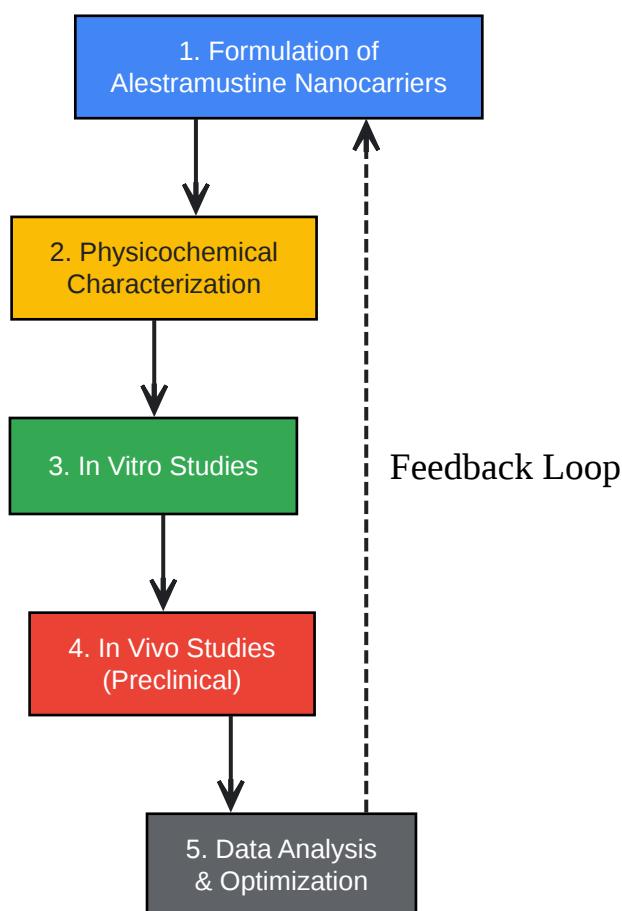 1. Formulation of
Alestramustine Nanocarriers
2. Physicochemical
Characterization
3. In Vitro Studies
Feedback Loop
4. In Vivo Studies
(Preclinical)
5. Data Analysis
& Optimization